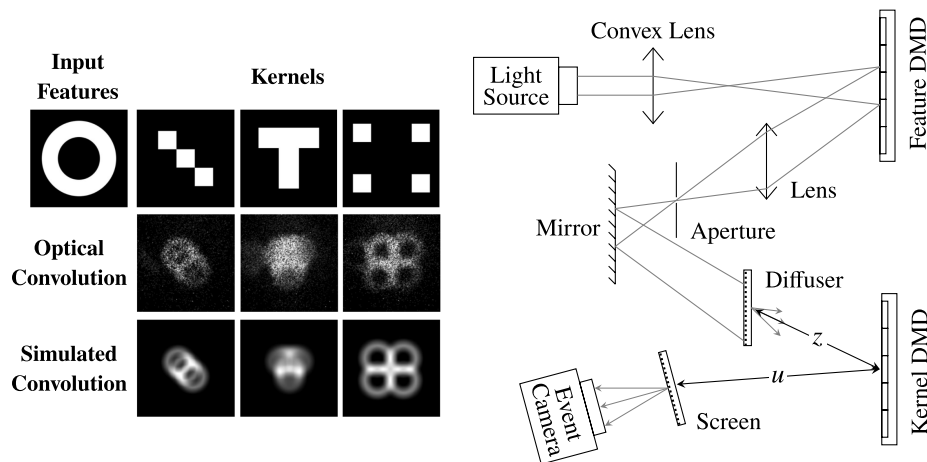 Input
Features
Kernels
Optical
Convolution
Simulated
Convolution
Convex Lens
Light
Source
Feature DMD
Lens
Mirror
Aperture
Diffuser
z
Kernel DMD
u
Screen
Event
Camera